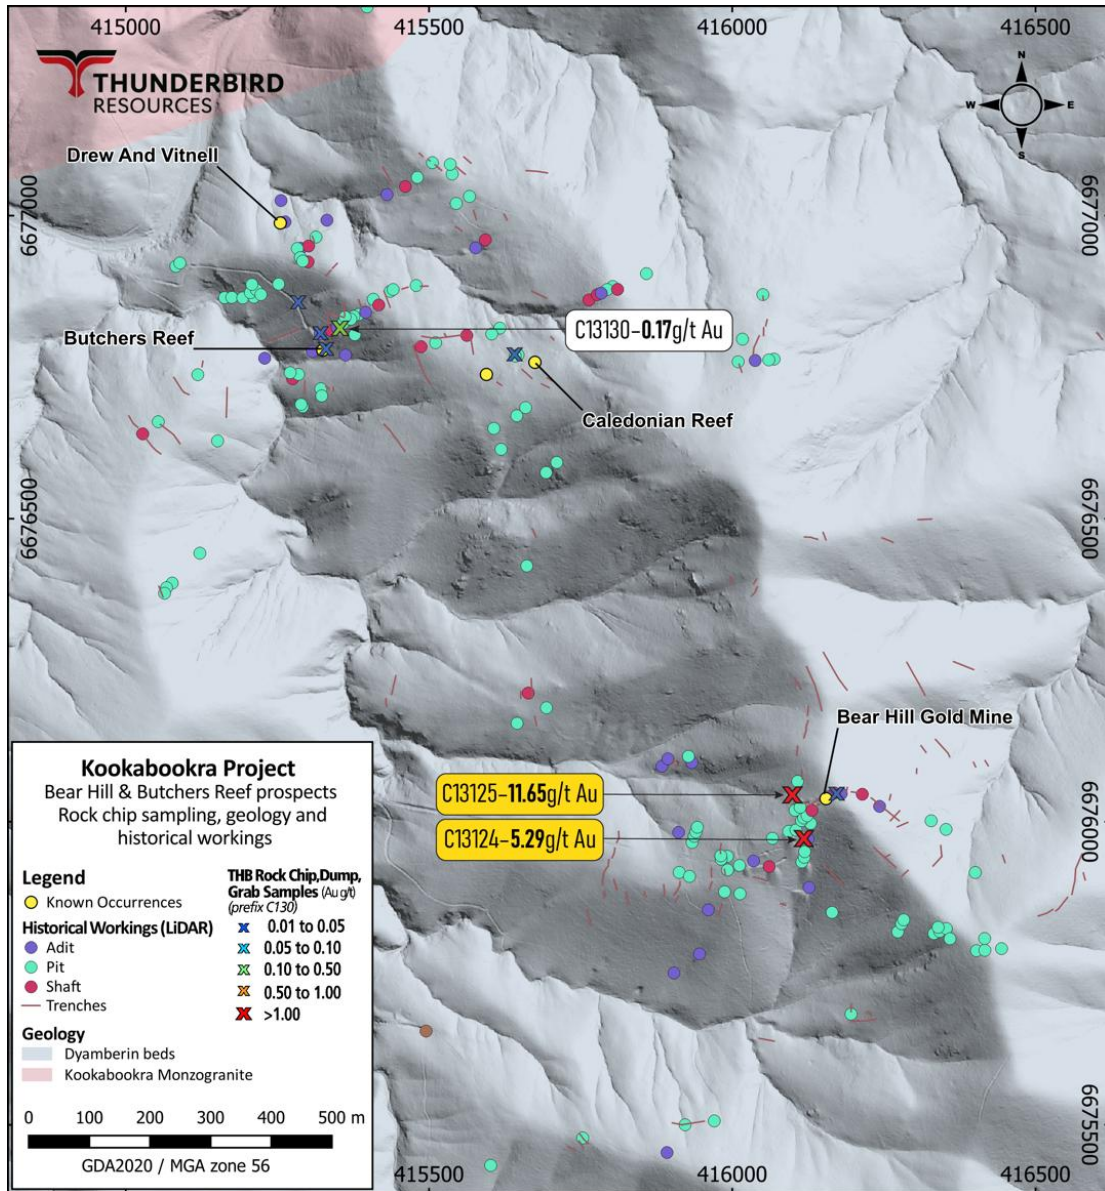 415000 415500 416000 416500
THUNDERBIRD
RESOURCES
N
W E
S
Drew And Vitnell
6677000
6677000
C13130–0.17g/t Au
Butchers Reef
Caledonian Reef
6676500
6676500
Bear Hill Gold Mine
C13125–11.65g/t Au
C13124–5.29g/t Au
6676000
Kookabookra Project
Bear Hill & Butchers Reef prospects
Rock chip sampling, geology and
historical workings
Legend
Known Occurrences
Historical Workings (LiDAR)
Adit
Pit
Shaft
Trenches
Geology
Dyamberin beds
Kookabookra Monzogranite
THB Rock Chip,Dump,
Grab Samples (Au g/t)
(prefix C130)
0.01 to 0.05
0.05 to 0.10
0.10 to 0.50
0.50 to 1.00
>1.00
0 100 200 300 400 500 m
GDA2020 / MGA zone 56
6675500
415500 416000 416500